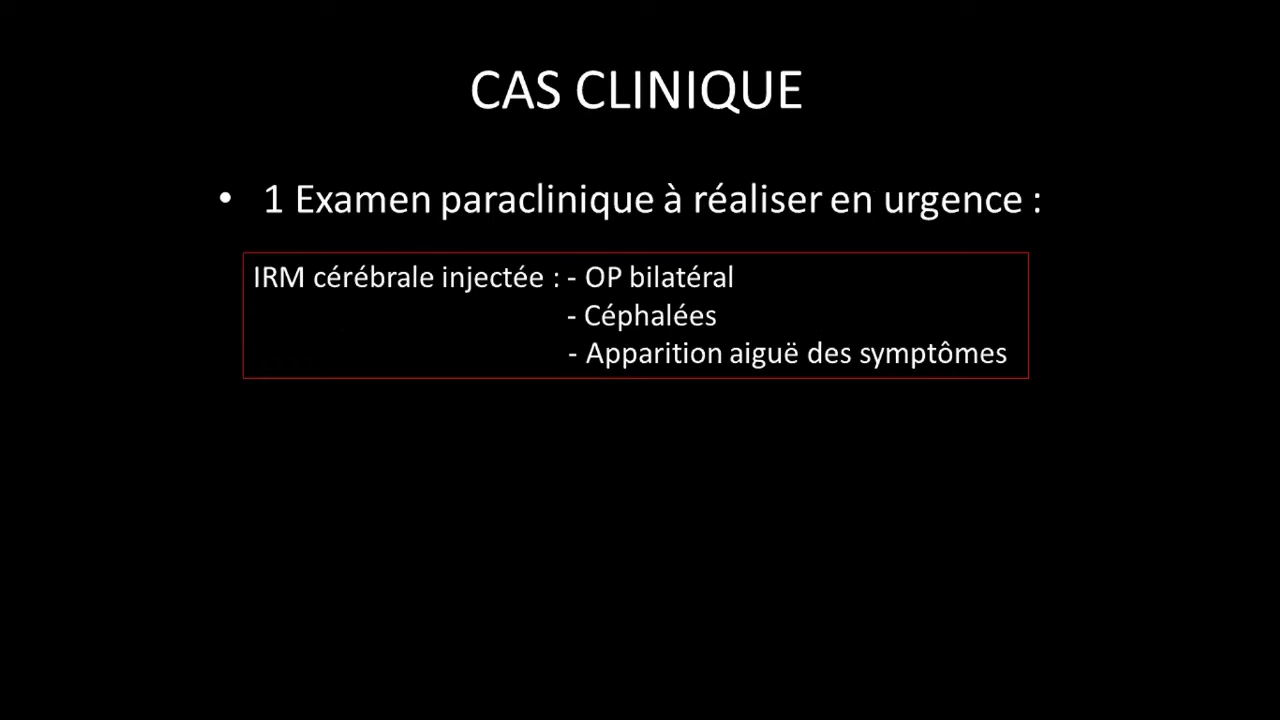 CAS CLINIQUE
• 1 Examen paraclinique à réaliser en urgence :
IRM cérébrale injectée : - OP bilatéral
- Céphalées
- Apparition aiguë des symptômes